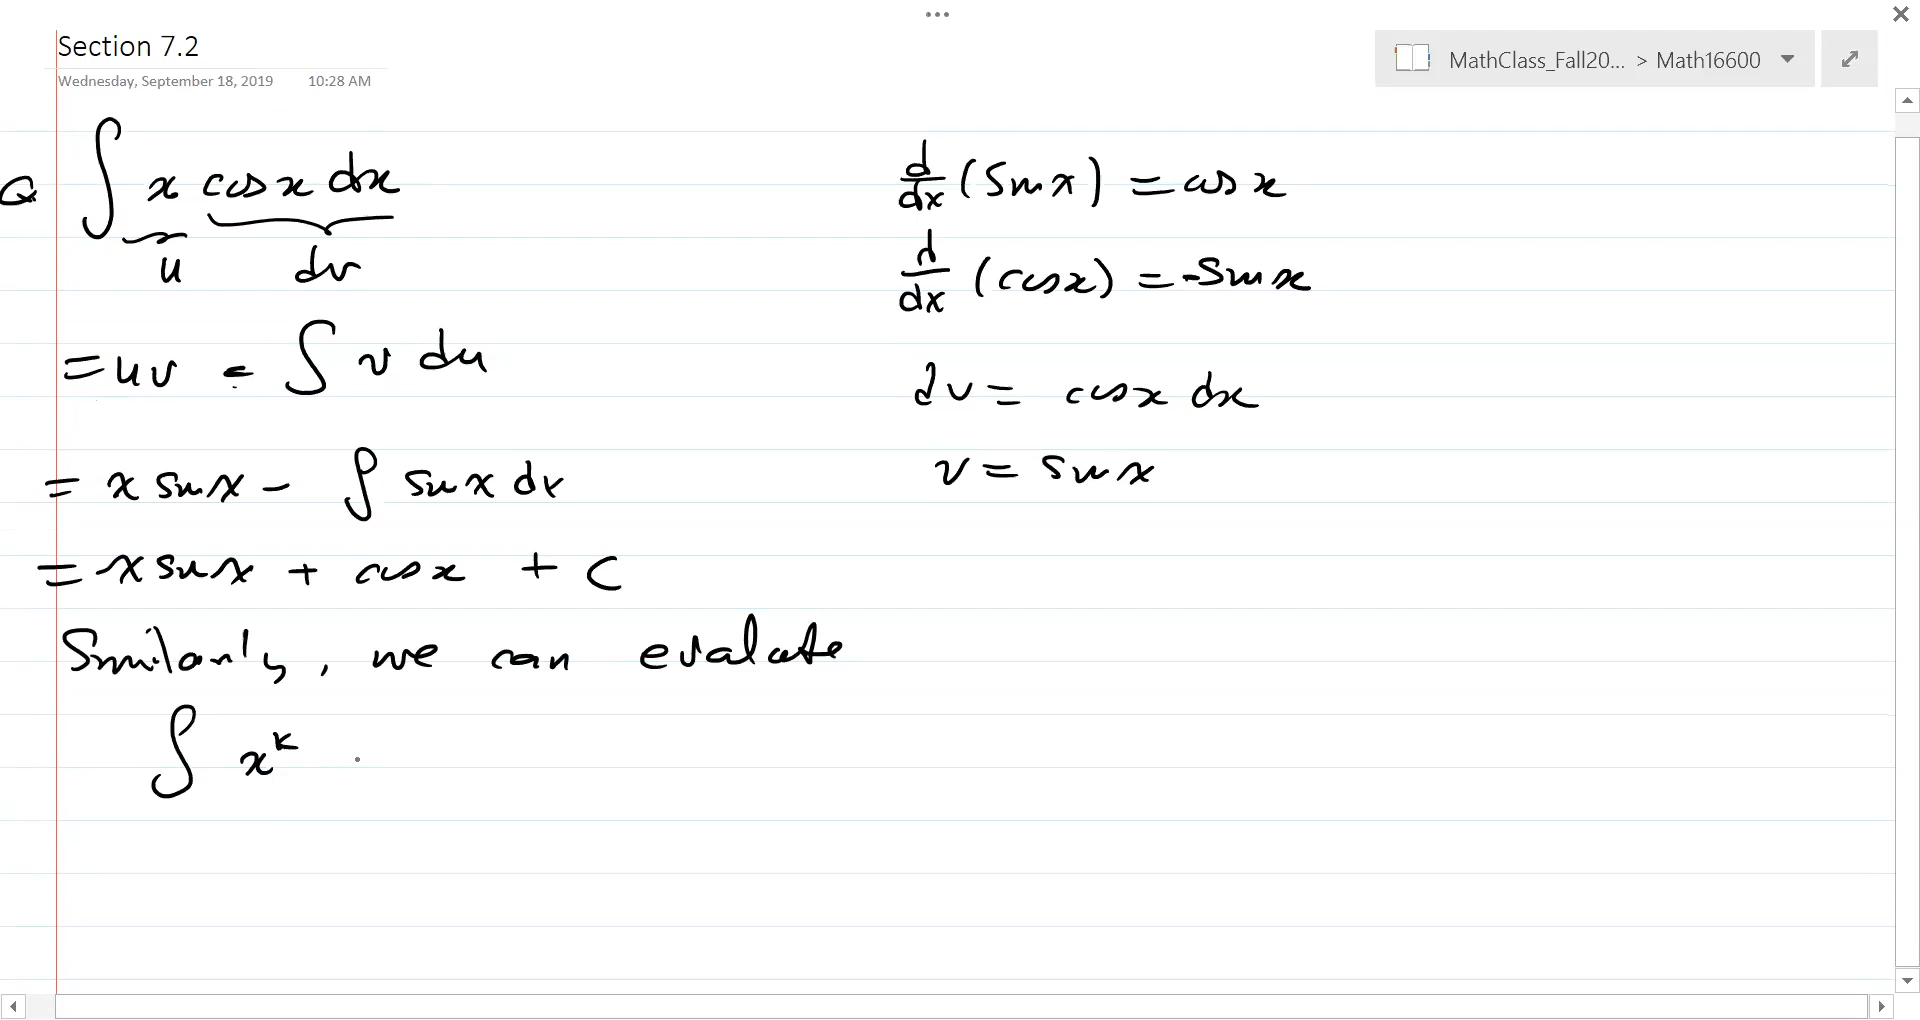 Section 7.2
Wednesday, September 18, 2019 10:28 AM
MathClass_Fall20... > Math16600
Q ∫ x cos x dx
u dv
= uv - ∫ v du
= x sin x - ∫ sin x dx
= x sin x + cos x + C
Similarly, we can evaluate
∫ x^k
d/dx (sin x) = cos x
d/dx (cos x) = -sin x
dv = cos x dx
v = sin x